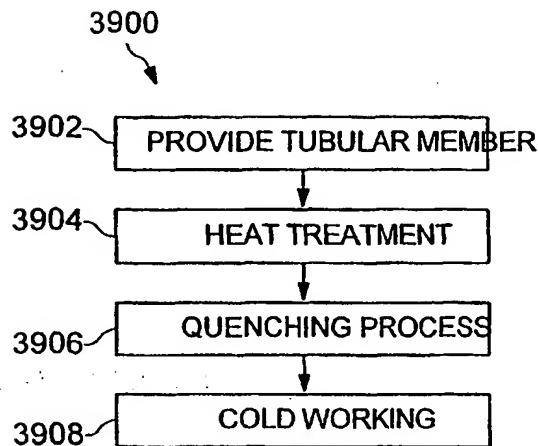 3900
3902 PROVIDE TUBULAR MEMBER
3904 HEAT TREATMENT
3906 QUENCHING PROCESS
3908 COLD WORKING